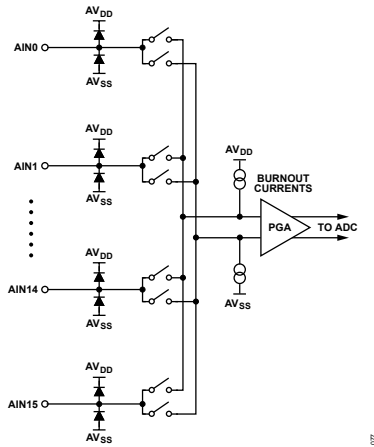 AVDD
AIN0
AVSS
AVDD
AIN1
AVSS
AVDD
BURNOUT
CURRENTS
PGA
TO ADC
AVDD
AIN14
AVSS
AVSS
AVDD
AIN15
AVSS